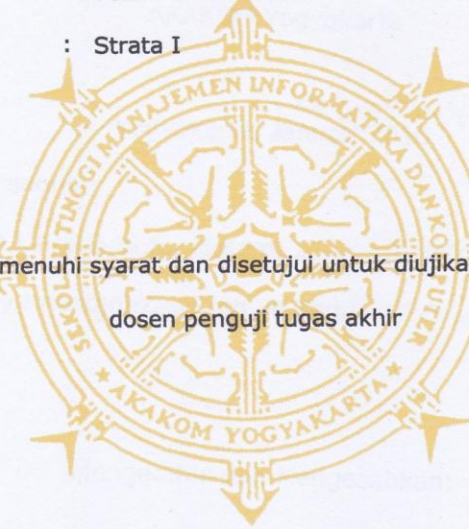 : Strata I
SEKOLAH TINGGI MANAJEMEN INFORMATIKA DAN KOMPUTER
menuhi syarat dan disetujui untuk diujika
dosen penguji tugas akhir
* AKAKOM YOGYAKARTA *